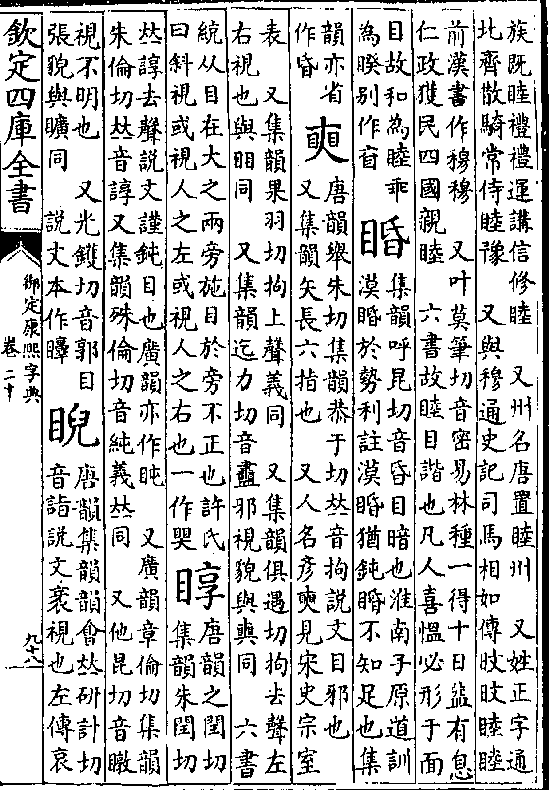 族既睦禮禮運講信修睦 又州名唐置睦州 又姓正字通
北齊散騎常侍睦豫 又與穆通史記司馬相如傳旼旼睦睦
前漢書作穆穆 又叶莫筆切音密易林種一得十日益有息
仁政獲民四國親睦 六書故睦目諧也凡人喜愠必形于面
目故和為睦乖
為睽别作
睧
集韻呼昆切音昏目暗也淮南子原道訓
漠睧於勢利註漠睧猶鈍睧不知足也集
韻亦省
作昏
唐韻舉朱切集韻恭于切𠀤音拘說文目邪也
又集韻矢長六指也 又人名彦見宋史宗室
表 又集韻果羽切拘上聲義同 又集韻俱遇切拘去聲左
右視也與䀠同 又集韻迄力切音衋邪視貌與同 六書
統从目在大之兩旁施目於旁不正也許氏
曰斜視或視人之左或視人之右也一作
唐韻之閏切
集韻朱閏切
𠀤諄去聲說文謹鈍目也廣韻亦作盹 又廣韻章倫切集韻
朱倫切𠀤音諄又集韻殊倫切音純義𠀤同 又他昆切音暾
視不明也 又光鑊切音郭目
張貌與矌同 說文本作
睨
唐韻集韻韻會𠀤研計切
音詣說文衺視也左傳哀
欽定四庫全書
御定康熙字典
卷二十
九十八